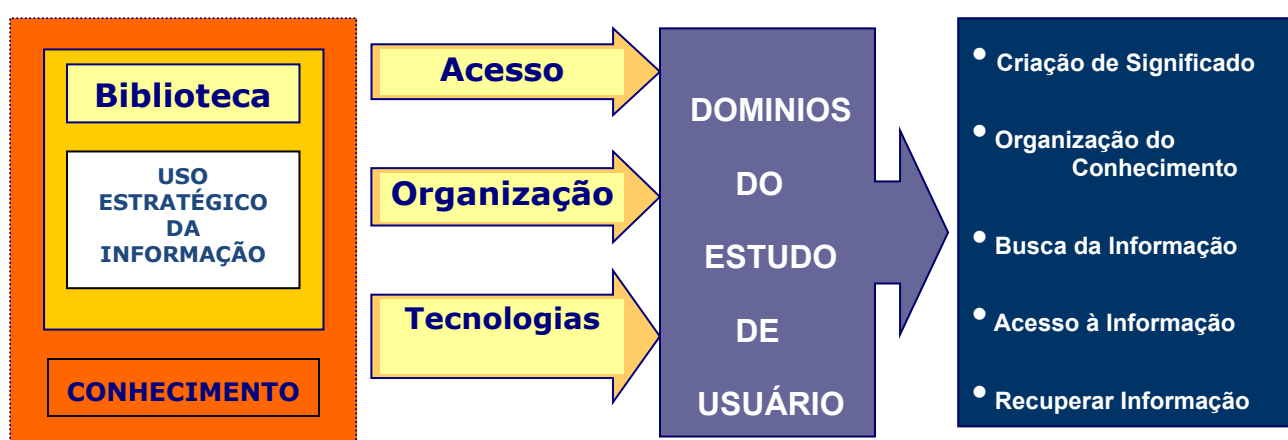 Biblioteca
USO
ESTRATÉGICO
DA
INFORMAÇÃO
CONHECIMENTO
Acesso
Organização
Tecnologias
DOMINIOS
DO
ESTUDO
DE
USUÁRIO
• Criação de Significado
• Organização do
Conhecimento
• Busca da Informação
• Acesso à Informação
• Recuperar Informação